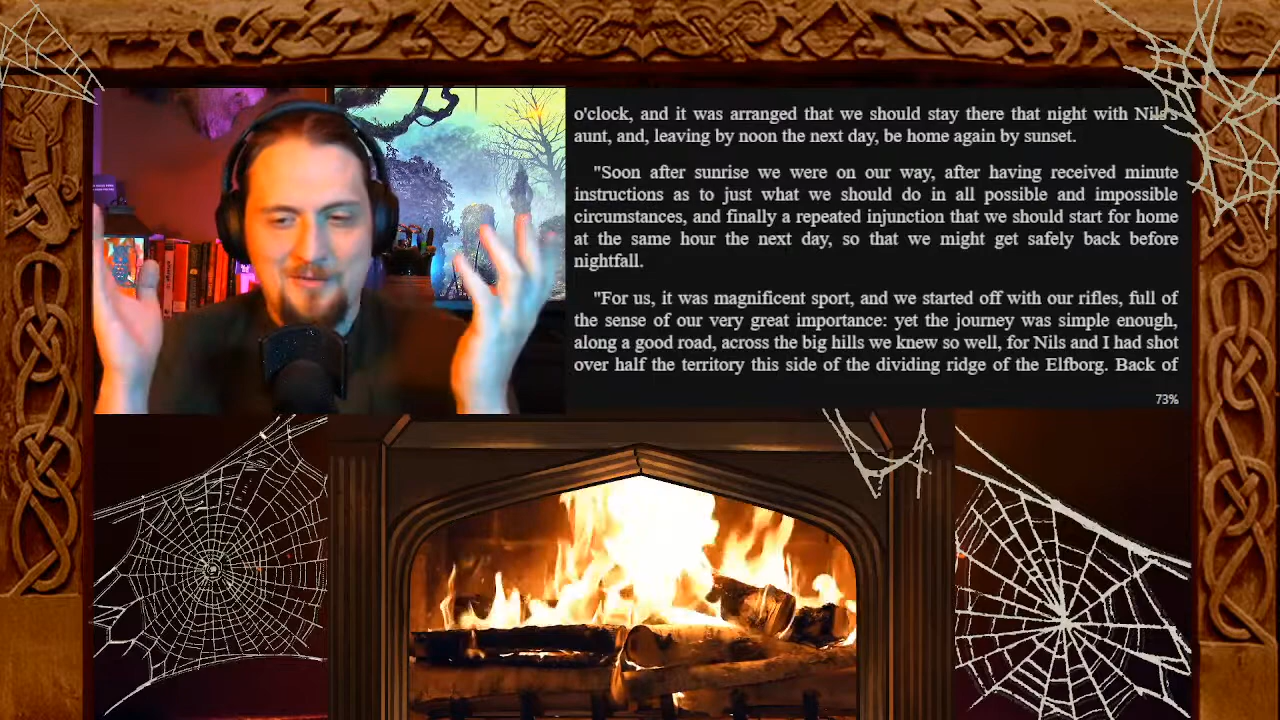 o'clock, and it was arranged that we should stay there that night with Nils's
aunt, and, leaving by noon the next day, be home again by sunset.
"Soon after sunrise we were on our way, after having received minute
instructions as to just what we should do in all possible and impossible
circumstances, and finally a repeated injunction that we should start for home
at the same hour the next day, so that we might get safely back before
nightfall.
"For us, it was magnificent sport, and we started off with our rifles, full of
the sense of our very great importance: yet the journey was simple enough,
along a good road, across the big hills we knew so well, for Nils and I had shot
over half the territory this side of the dividing ridge of the Elfborg. Back of
73%